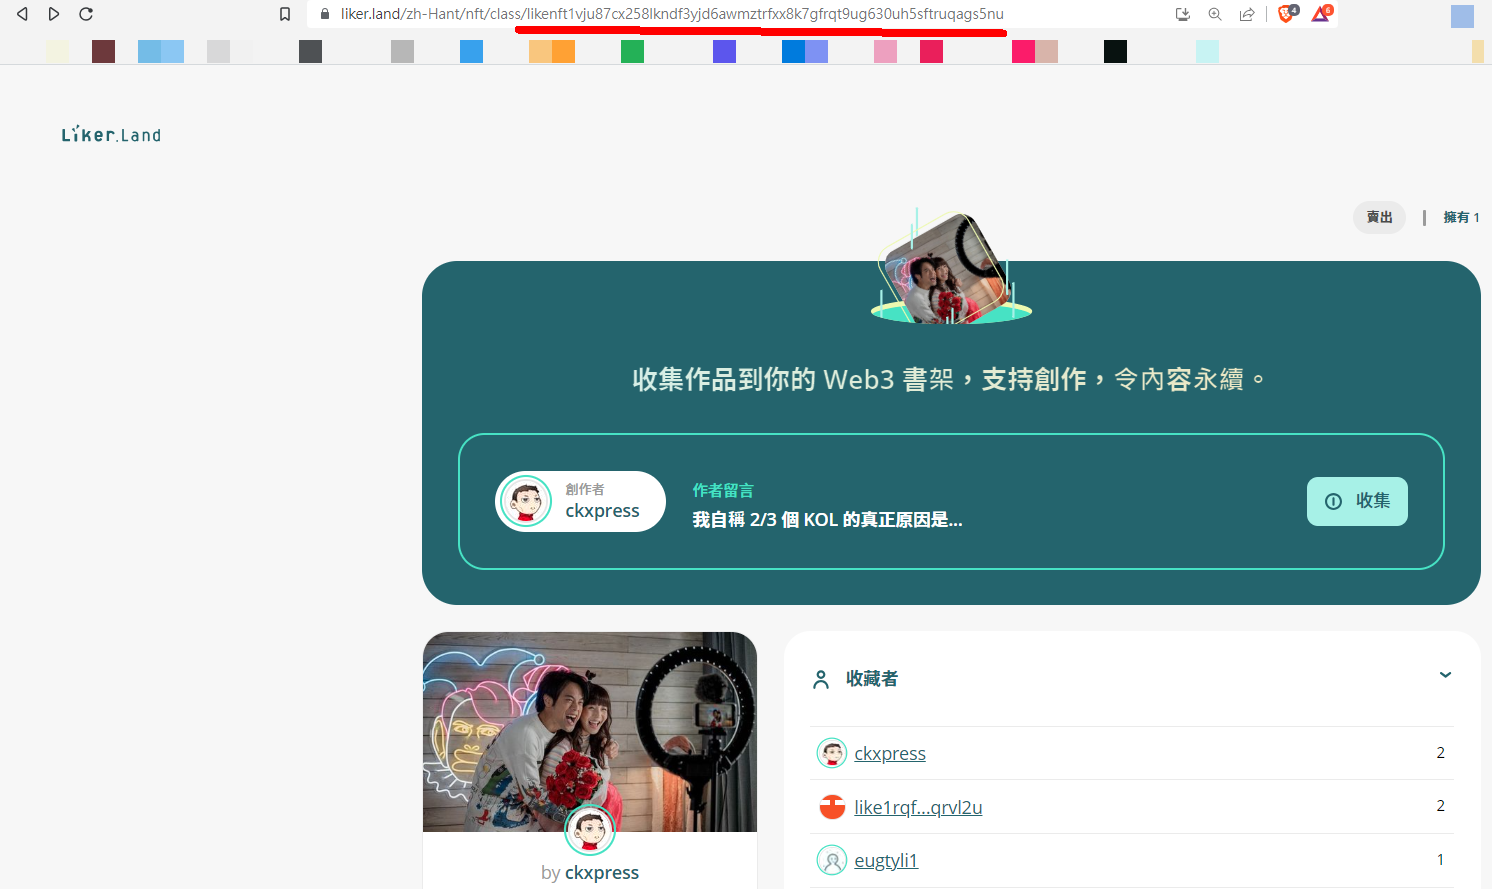 liker.land/zh-Hant/nft/class/likenft1vju87cx258lkndf3yjd6awmztrfxx8k7gfrqt9ug630uh5sftruqags5nu
4
6
Liker.Land
賣出 | 擁有 1
收集作品到你的 Web3 書架，支持創作，令內容永續。
創作者
ckxpress
作者留言
我自稱 2/3 個 KOL 的真正原因是...
收集
收藏者
ckxpress 2
like1rqf...qrvl2u 2
eugtyli1 1
by ckxpress